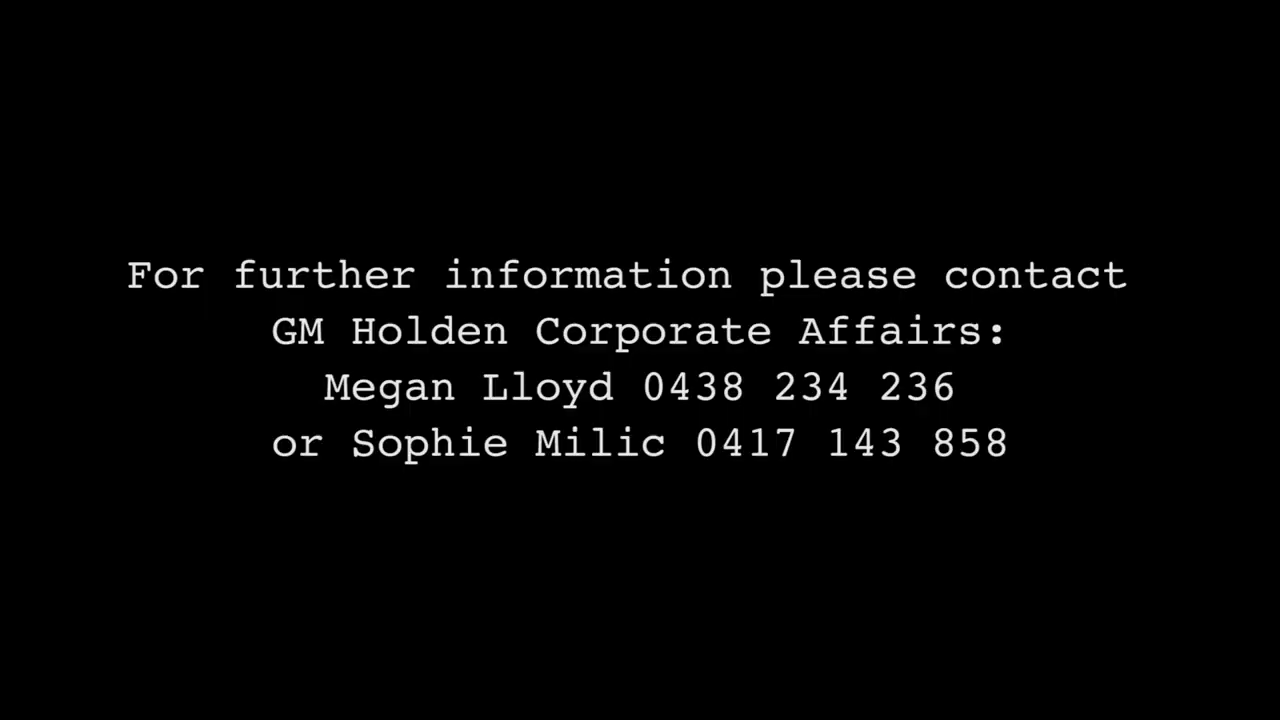 For further information please contact
GM Holden Corporate Affairs:
Megan Lloyd 0438 234 236
or Sophie Milic 0417 143 858